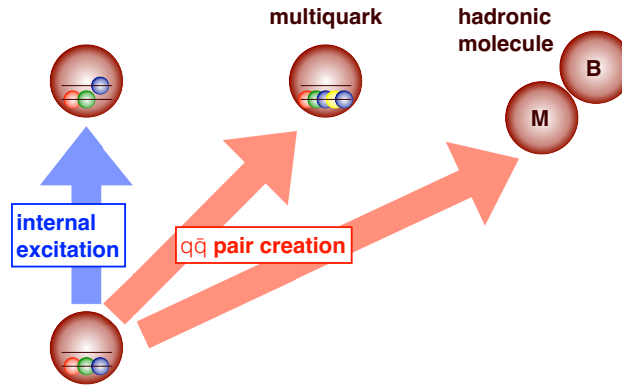 multiquark
hadronic
molecule
B
M
internal
excitation
qq̄ pair creation